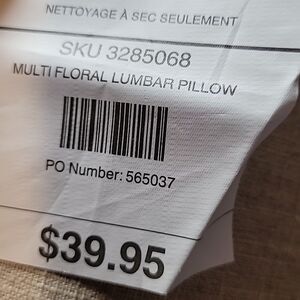 NETTOYAGE À SEC SEULEMENT
SKU 3285068
MULTI FLORAL LUMBAR PILLOW
PO Number: 565037
$39.95